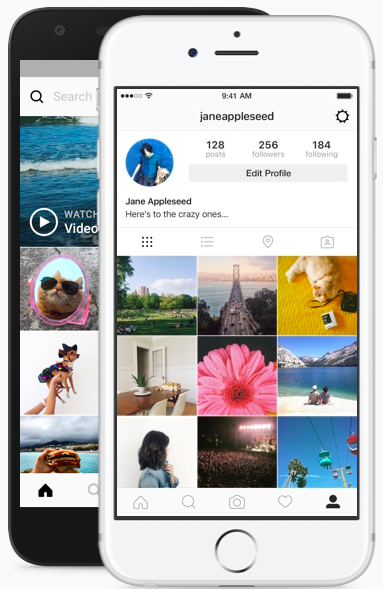 Search
WATCH
Video
9:41 AM
janeappleseed
128 256 184
posts followers following
Edit Profile
Jane Appleseed
Here's to the crazy ones...